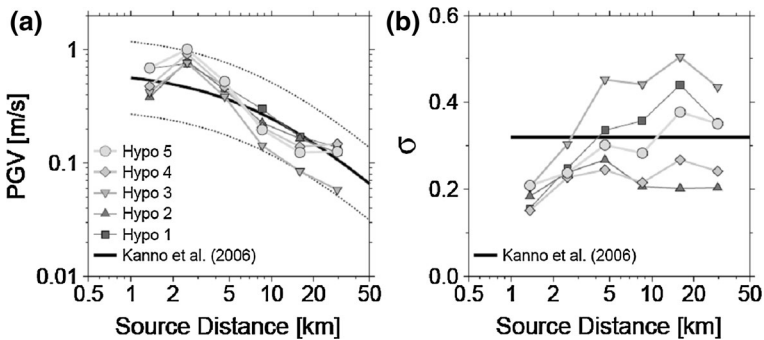 (a)
PGV [m/s]
1
0.1
0.01
Hypo 5
Hypo 4
Hypo 3
Hypo 2
Hypo 1
Kanno et al. (2006)
0.5 1 2 5 10 20 50
Source Distance [km]
(b)
σ
0.6
0.4
0.2
0.0
Kanno et al. (2006)
0.5 1 2 5 10 20 50
Source Distance [km]